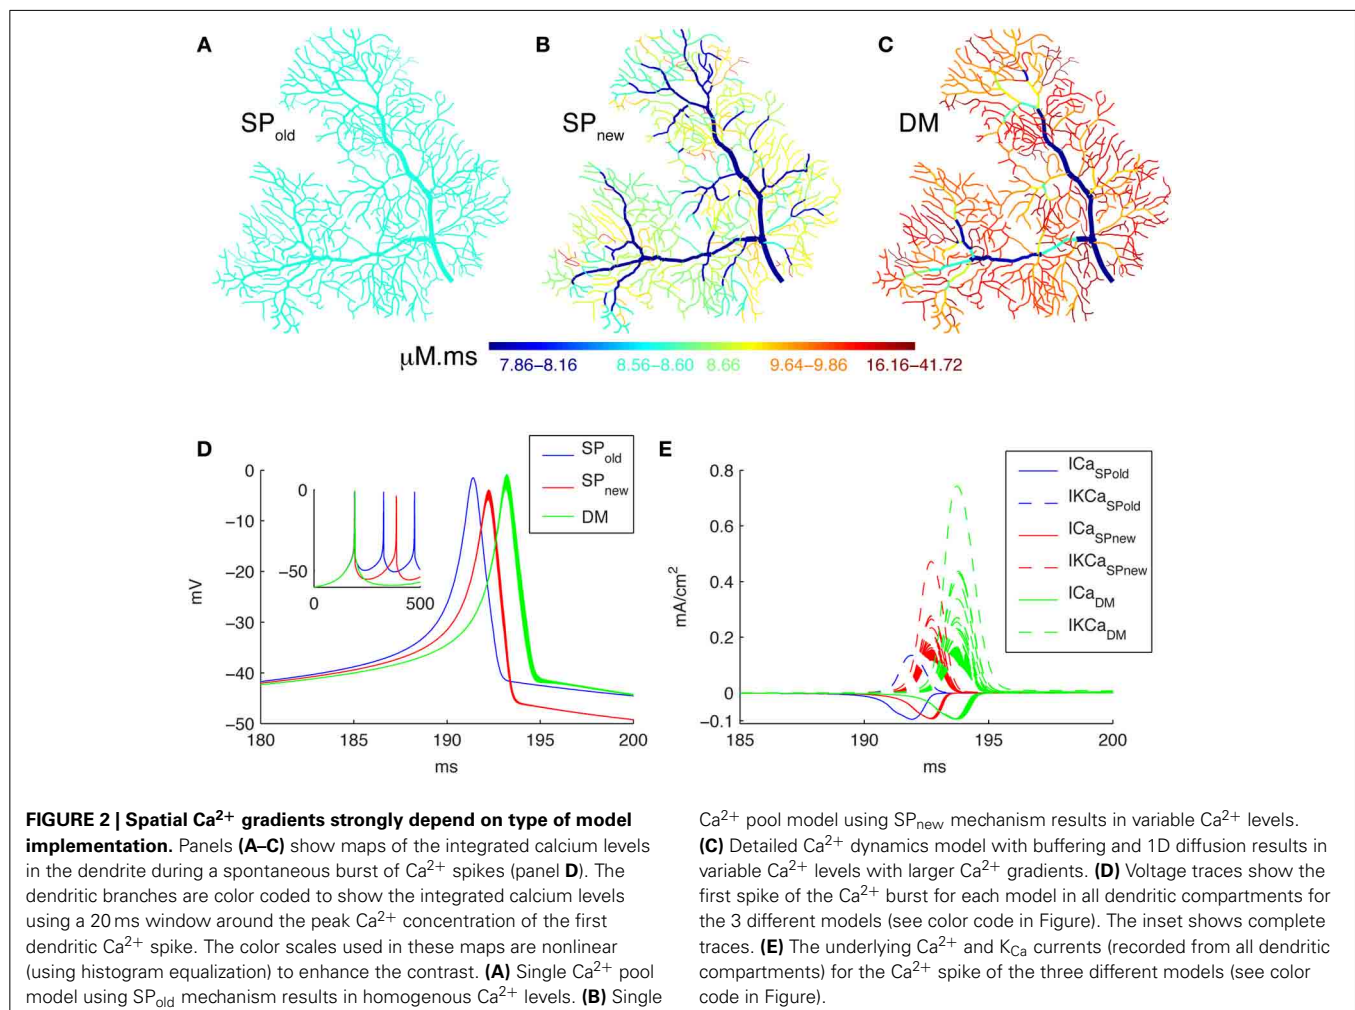 A
SP old
B
SP new
C
DM
μM.ms
7.86–8.16
8.56–8.60
8.66
9.64–9.86
16.16–41.72
D
SP old
SP new
DM
0
−10
−20
−30
−40
−50
mV
0
−50
0
500
180
185
190
195
200
ms
E
ICa SPold
IKCa SPold
ICa SPnew
IKCa SPnew
ICa DM
IKCa DM
0.8
0.6
0.4
0.2
0
−0.1
mA/cm²
185
190
195
200
ms
FIGURE 2 | Spatial Ca²⁺ gradients strongly depend on type of model
implementation. Panels (A–C) show maps of the integrated calcium levels
in the dendrite during a spontaneous burst of Ca²⁺ spikes (panel D). The
dendritic branches are color coded to show the integrated calcium levels
using a 20 ms window around the peak Ca²⁺ concentration of the first
dendritic Ca²⁺ spike. The color scales used in these maps are nonlinear
(using histogram equalization) to enhance the contrast. (A) Single Ca²⁺ pool
model using SPold mechanism results in homogenous Ca²⁺ levels. (B) Single
Ca²⁺ pool model using SPnew mechanism results in variable Ca²⁺ levels.
(C) Detailed Ca²⁺ dynamics model with buffering and 1D diffusion results in
variable Ca²⁺ levels with larger Ca²⁺ gradients. (D) Voltage traces show the
first spike of the Ca²⁺ burst for each model in all dendritic compartments for
the 3 different models (see color code in Figure). The inset shows complete
traces. (E) The underlying Ca²⁺ and KCa currents (recorded from all dendritic
compartments) for the Ca²⁺ spike of the three different models (see color
code in Figure).